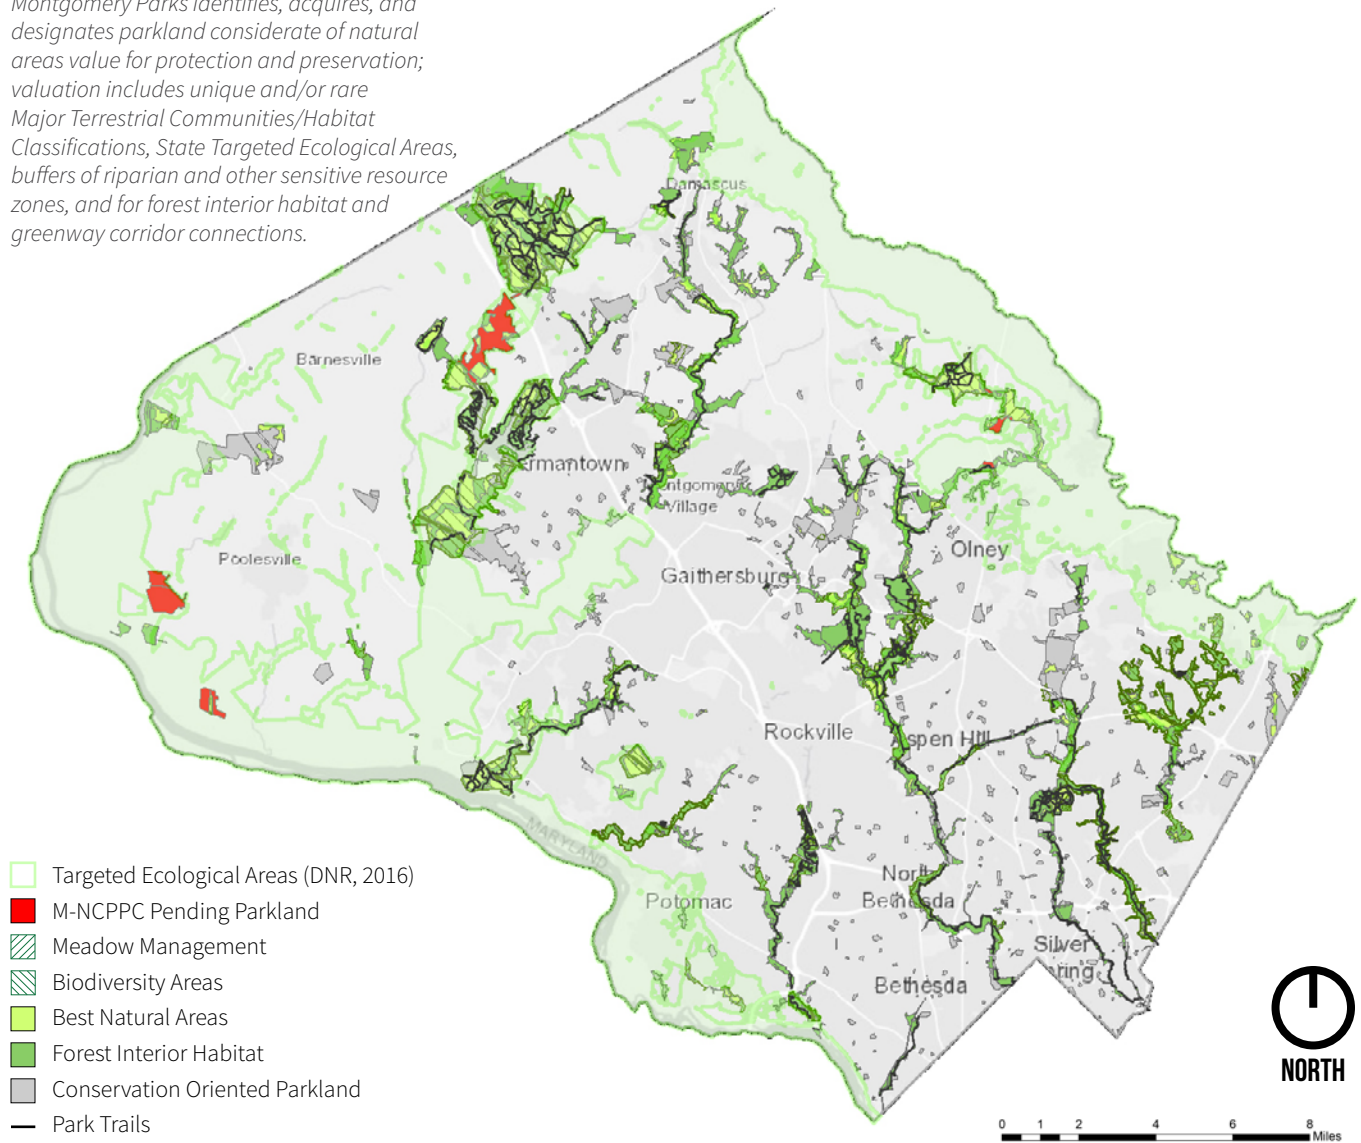 Montgomery Parks identifies, acquires, and
designates parkland considerate of natural
areas value for protection and preservation;
valuation includes unique and/or rare
Major Terrestrial Communities/Habitat
Classifications, State Targeted Ecological Areas,
buffers of riparian and other sensitive resource
zones, and for forest interior habitat and
greenway corridor connections.
Damascus
Barnesville
ermantown
ntgomery
Village
Poolesville
Olney
Gaithersburg
Rockville
Aspen Hill
MARYLAND
North
Bethesda
Potomac
Silver
ring
Bethesda
Targeted Ecological Areas (DNR, 2016)
M-NCPPC Pending Parkland
Meadow Management
Biodiversity Areas
Best Natural Areas
Forest Interior Habitat
Conservation Oriented Parkland
Park Trails
NORTH
0 1 2 4 6 8
Miles